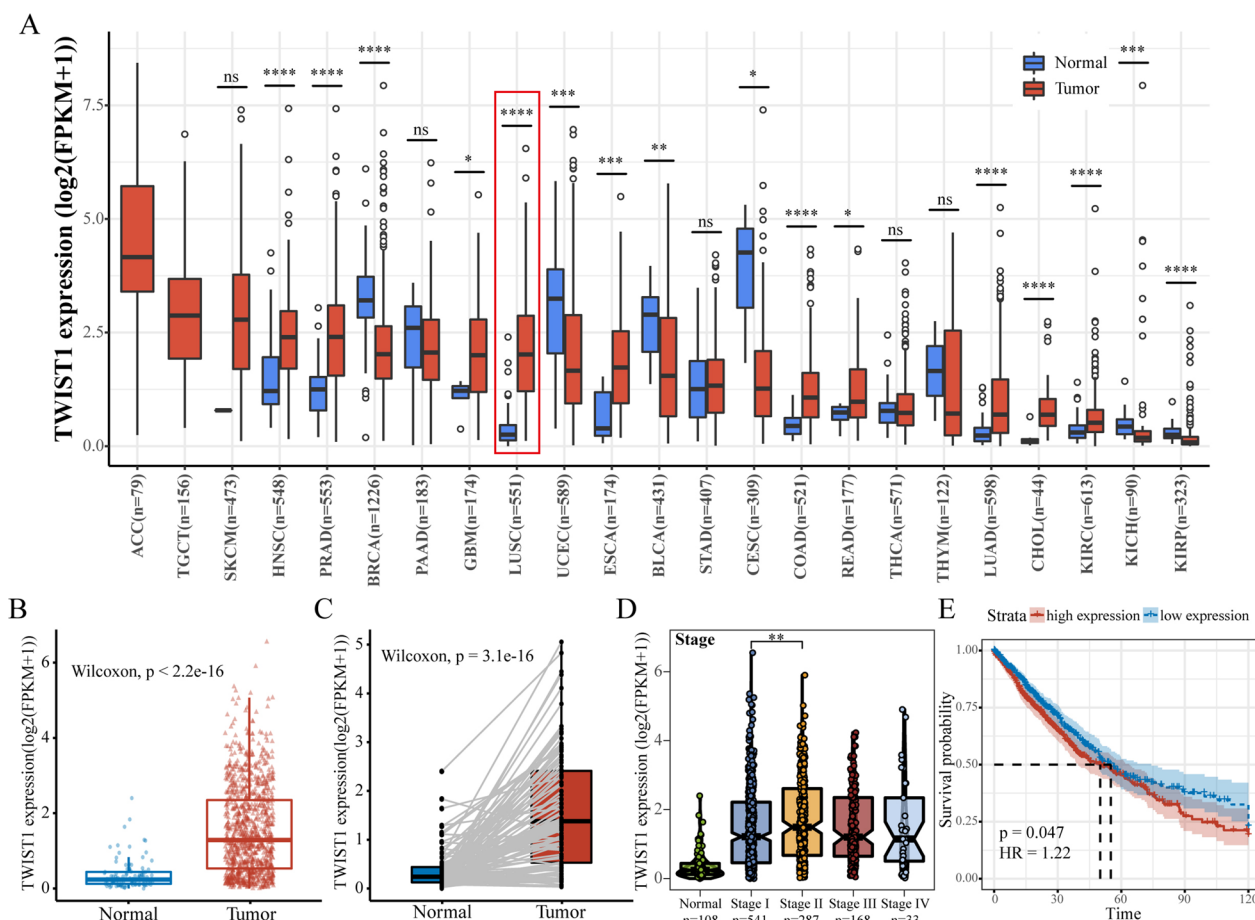 A
TWIST1 expression (log2(FPKM+1))
7.5
5.0
2.5
0.0
ns
****
****
****
ns
*
****
***
***
**
ns
*
****
*
ns
ns
****
****
****
***
****
Normal
Tumor
ACC(n=79)
TGCT(n=156)
SKCM(n=473)
HNSC(n=548)
PRAD(n=553)
BRCA(n=1226)
PAAD(n=183)
GBM(n=174)
LUSC(n=551)
UCEC(n=589)
ESCA(n=174)
BLCA(n=431)
STAD(n=407)
CESC(n=309)
COAD(n=521)
READ(n=177)
THCA(n=571)
THYM(n=122)
LUAD(n=598)
CHOL(n=44)
KIRC(n=613)
KICH(n=90)
KIRP(n=323)
B
TWIST1 expression(log2(FPKM+1))
6
4
2
0
Wilcoxon, p < 2.2e-16
Normal
Tumor
C
TWIST1 expression(log2(FPKM+1))
5
4
3
2
1
0
Wilcoxon, p = 3.1e-16
Normal
Tumor
D
TWIST1 expression(log2(FPKM+1))
6
4
2
0
Stage
**
Normal Stage I Stage II Stage III Stage IV
n=108 n=541 n=287 n=168 n=33
E
Strata high expression low expression
Survival probability
1.00
0.75
0.50
0.25
0.00
p = 0.047
HR = 1.22
0 30 60 90
Time